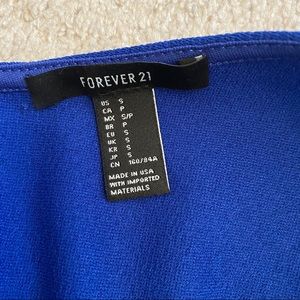 FOREVER 21
US S
CA P
MX S/P
BR P
EU S
UK S
KR S
JP S
CN 160/84A
MADE IN USA
WITH IMPORTED
MATERIALS